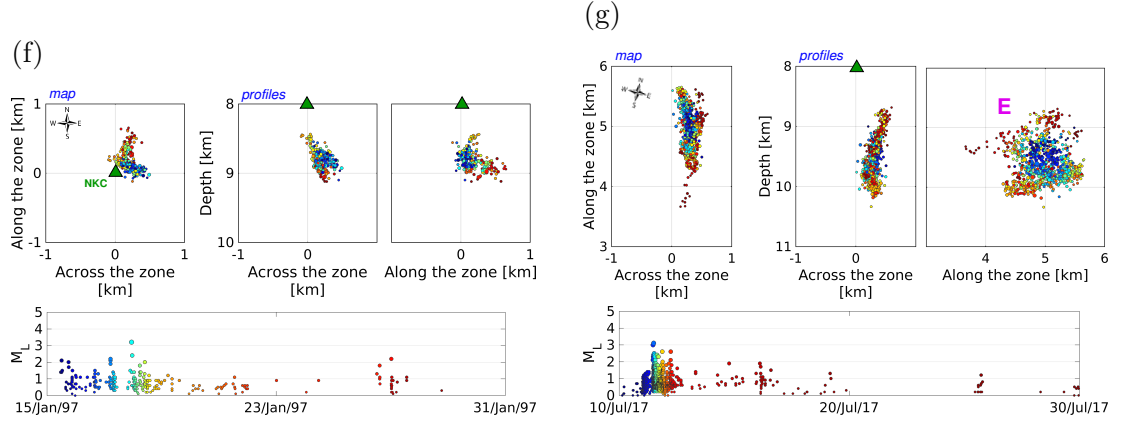 (f)
map
profiles
1
0
-1
Along the zone [km]
N
W E
S
NKC
-1 0 1
Across the zone
[km]
8
9
10
Depth [km]
-1 0 1
Across the zone
[km]
0 1
Along the zone [km]
5
4
3
2
1
0
ML
15/Jan/97 23/Jan/97 31/Jan/97
(g)
map
profiles
6
5
4
3
Along the zone [km]
N
W E
S
-1 0 1
Across the zone
[km]
8
9
10
11
Depth [km]
-1 0 1
Across the zone
[km]
E
4 5 6
Along the zone [km]
5
4
3
2
1
0
ML
10/Jul/17 20/Jul/17 30/Jul/17